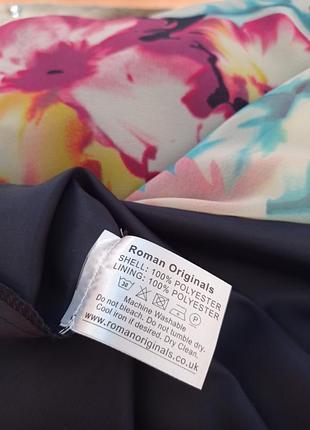 Roman Originals
SHELL: 100% POLYESTER
LINING: 100% POLYESTER
30 P
Machine Washable
Do not bleach. Do not tumble dry.
Cool iron if desired. Dry Clean.
www.romanoriginals.co.uk